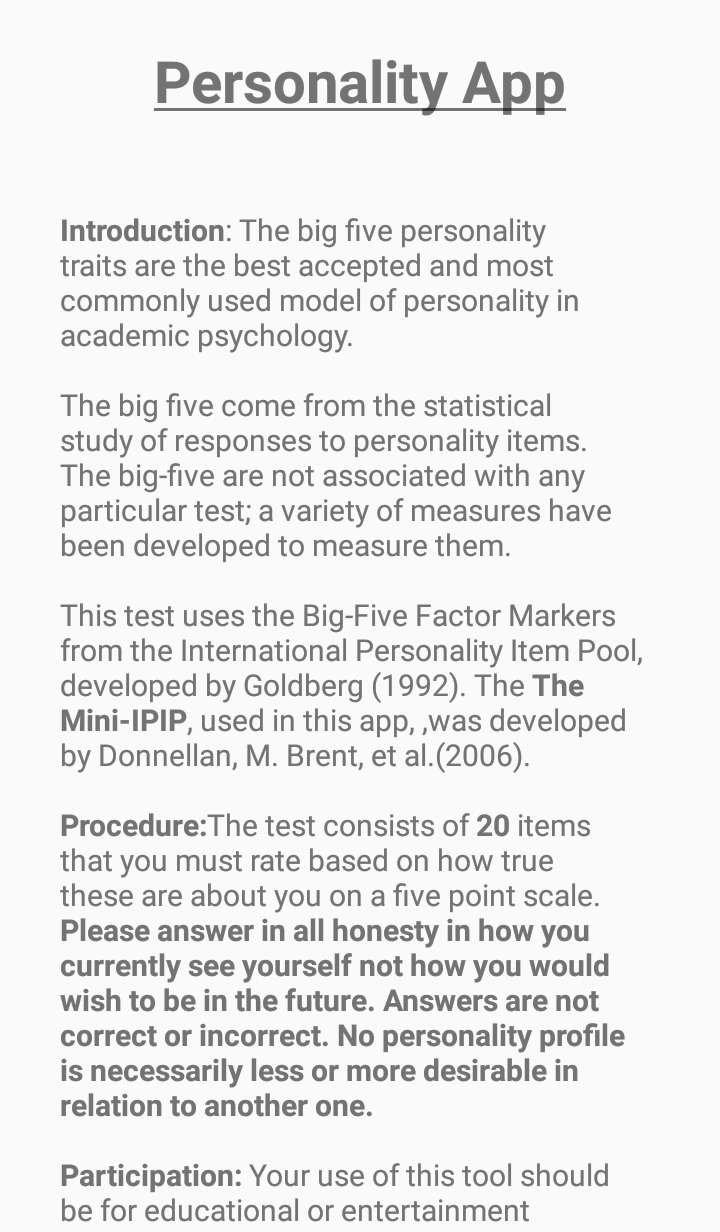 Personality App
Introduction: The big five personality
traits are the best accepted and most
commonly used model of personality in
academic psychology.
The big five come from the statistical
study of responses to personality items.
The big-five are not associated with any
particular test; a variety of measures have
been developed to measure them.
This test uses the Big-Five Factor Markers
from the International Personality Item Pool,
developed by Goldberg (1992). The The
Mini-IPIP, used in this app, ,was developed
by Donnellan, M. Brent, et al.(2006).
Procedure:The test consists of 20 items
that you must rate based on how true
these are about you on a five point scale.
Please answer in all honesty in how you
currently see yourself not how you would
wish to be in the future. Answers are not
correct or incorrect. No personality profile
is necessarily less or more desirable in
relation to another one.
Participation: Your use of this tool should
be for educational or entertainment